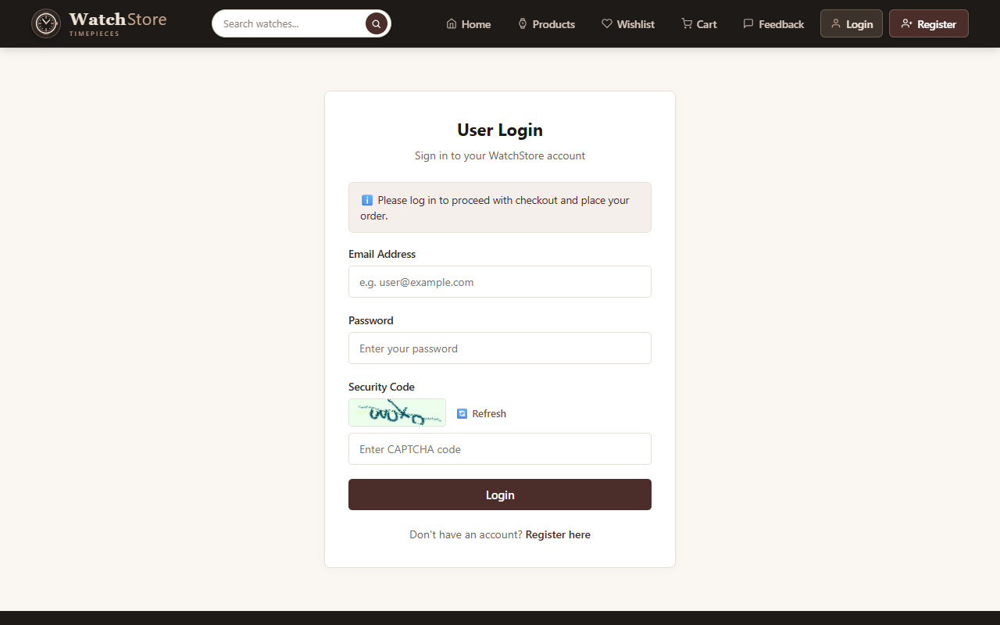 WatchStore
TIMEPIECES
Search watches...
Home
Products
Wishlist
Cart
Feedback
Login
Register
User Login
Sign in to your WatchStore account
Please log in to proceed with checkout and place your
order.
Email Address
e.g. user@example.com
Password
Enter your password
Security Code
Refresh
Enter CAPTCHA code
Login
Don't have an account? Register here